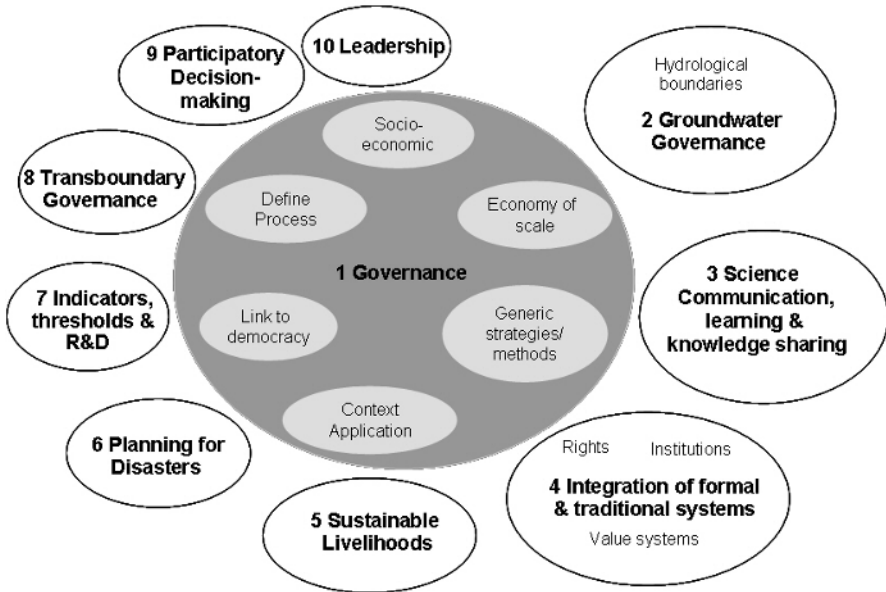 10 Leadership
9 Participatory
Decision-
making
Hydrological
boundaries
2 Groundwater
Governance
Socio-
economic
8 Transboundary
Governance
Define
Process
Economy of
scale
1 Governance
3 Science
Communication,
learning &
knowledge sharing
7 Indicators,
thresholds &
R&D
Link to
democracy
Generic
strategies/
methods
Context
Application
6 Planning for
Disasters
Rights
Institutions
4 Integration of formal
& traditional systems
Value systems
5 Sustainable
Livelihoods